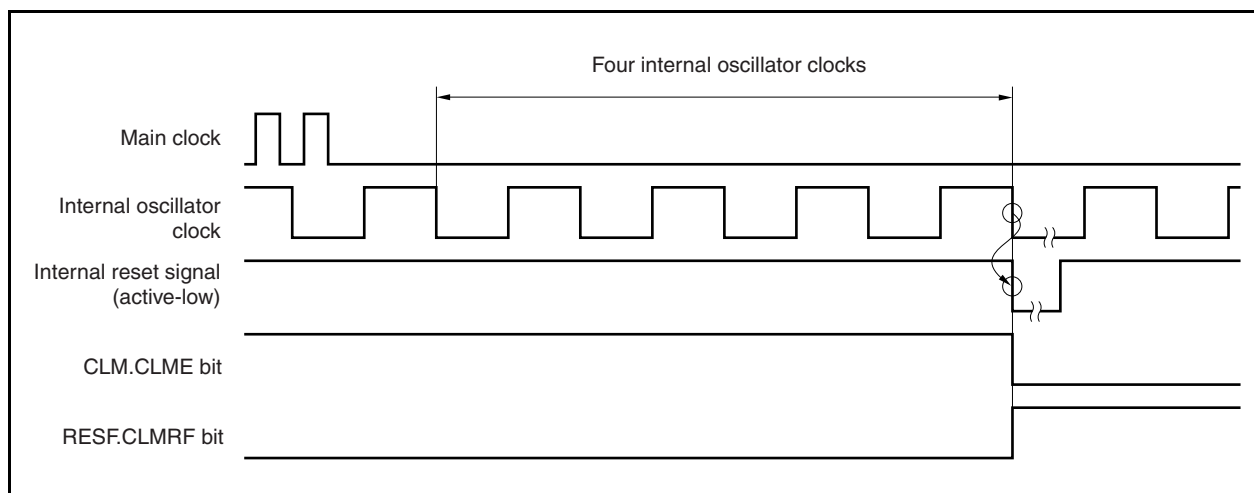 Four internal oscillator clocks
Main clock
Internal oscillator
clock
Internal reset signal
(active-low)
CLM.CLME bit
RESF.CLMRF bit